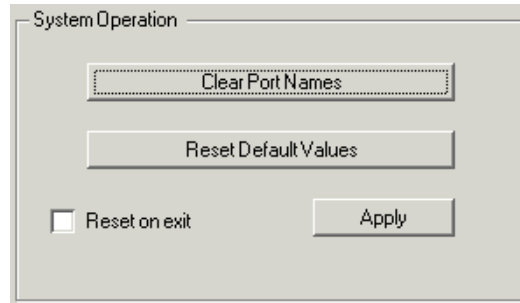 System Operation
Clear Port Names
Reset Default Values
Reset on exit
Apply